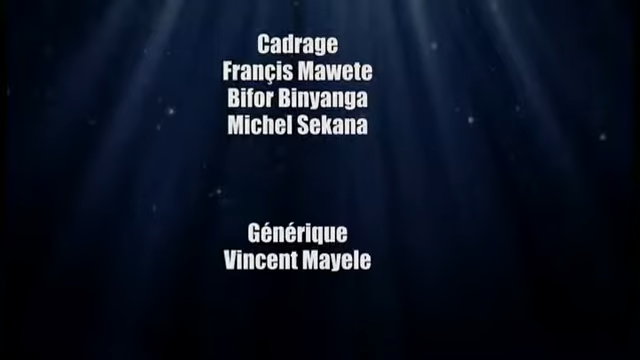 Cadrage
Françis Mawete
Bifor Binyanga
Michel Sekana
Générique
Vincent Mayele